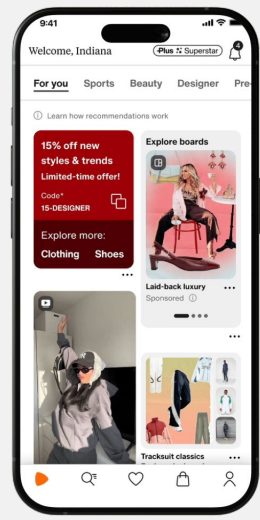 9:41
Welcome, Indiana
Plus Superstar
4
For you Sports Beauty Designer Pre-
Learn how recommendations work
15% off new
styles & trends
Limited-time offer!
Code*
15-DESIGNER
Explore more:
Clothing Shoes
Explore boards
Laid-back luxury
Sponsored
Tracksuit classics